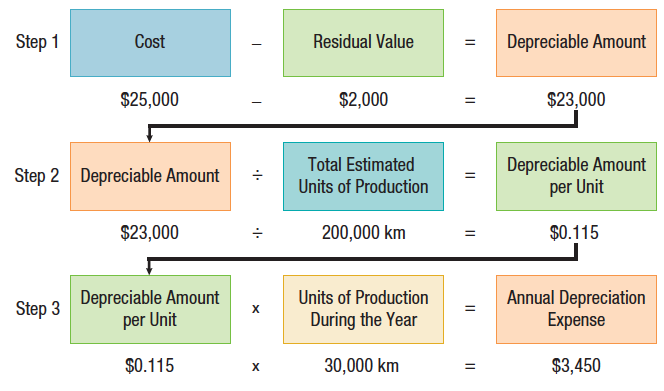 Step 1 Cost – Residual Value = Depreciable Amount
$25,000 – $2,000 = $23,000
Step 2 Depreciable Amount ÷ Total Estimated
Units of Production = Depreciable Amount
per Unit
$23,000 ÷ 200,000 km = $0.115
Step 3 Depreciable Amount
per Unit x Units of Production
During the Year = Annual Depreciation
Expense
$0.115 x 30,000 km = $3,450